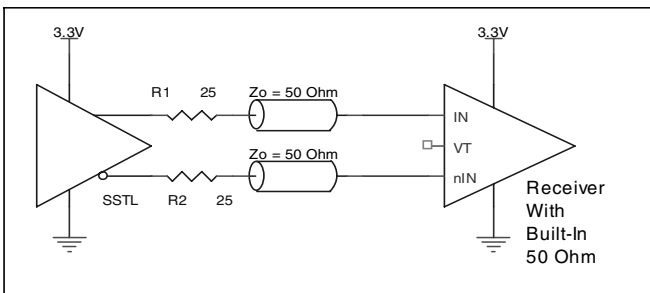 3.3V 3.3V
R1 25 Zo = 50 Ohm
IN
Zo = 50 Ohm VT
nIN
SSTL R2 25
Receiver
With
Built-In
50 Ohm